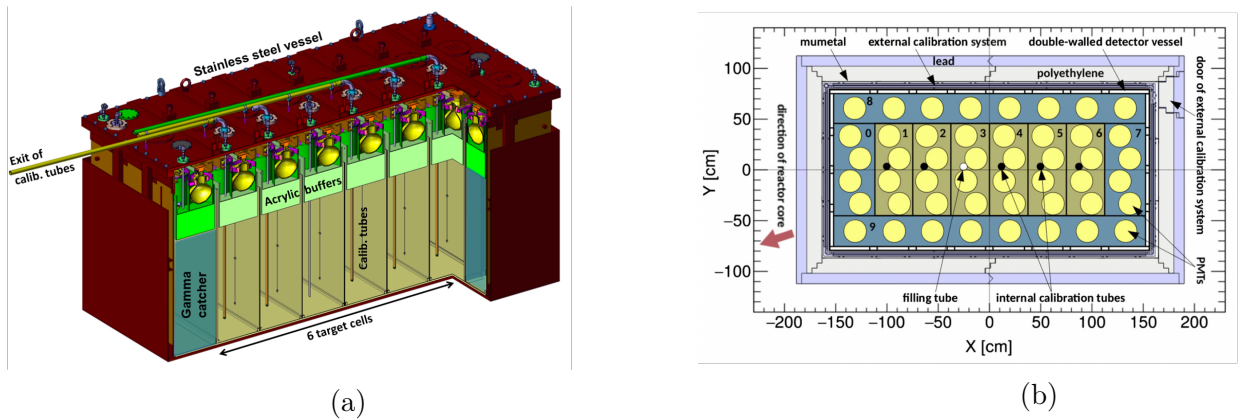 Stainless steel vessel
Exit of
calib. tubes
Acrylic buffers
Calib. tubes
Gamma
catcher
6 target cells
(a)
mumetal
external calibration system
double-walled detector vessel
lead
polyethylene
door of external calibration system
direction of reactor core
PMTs
8
0 1 2 3 4 5 6 7
9
filling tube
internal calibration tubes
100
50
0
−50
−100
Y [cm]
−200 −150 −100 −50 0 50 100 150 200
X [cm]
(b)